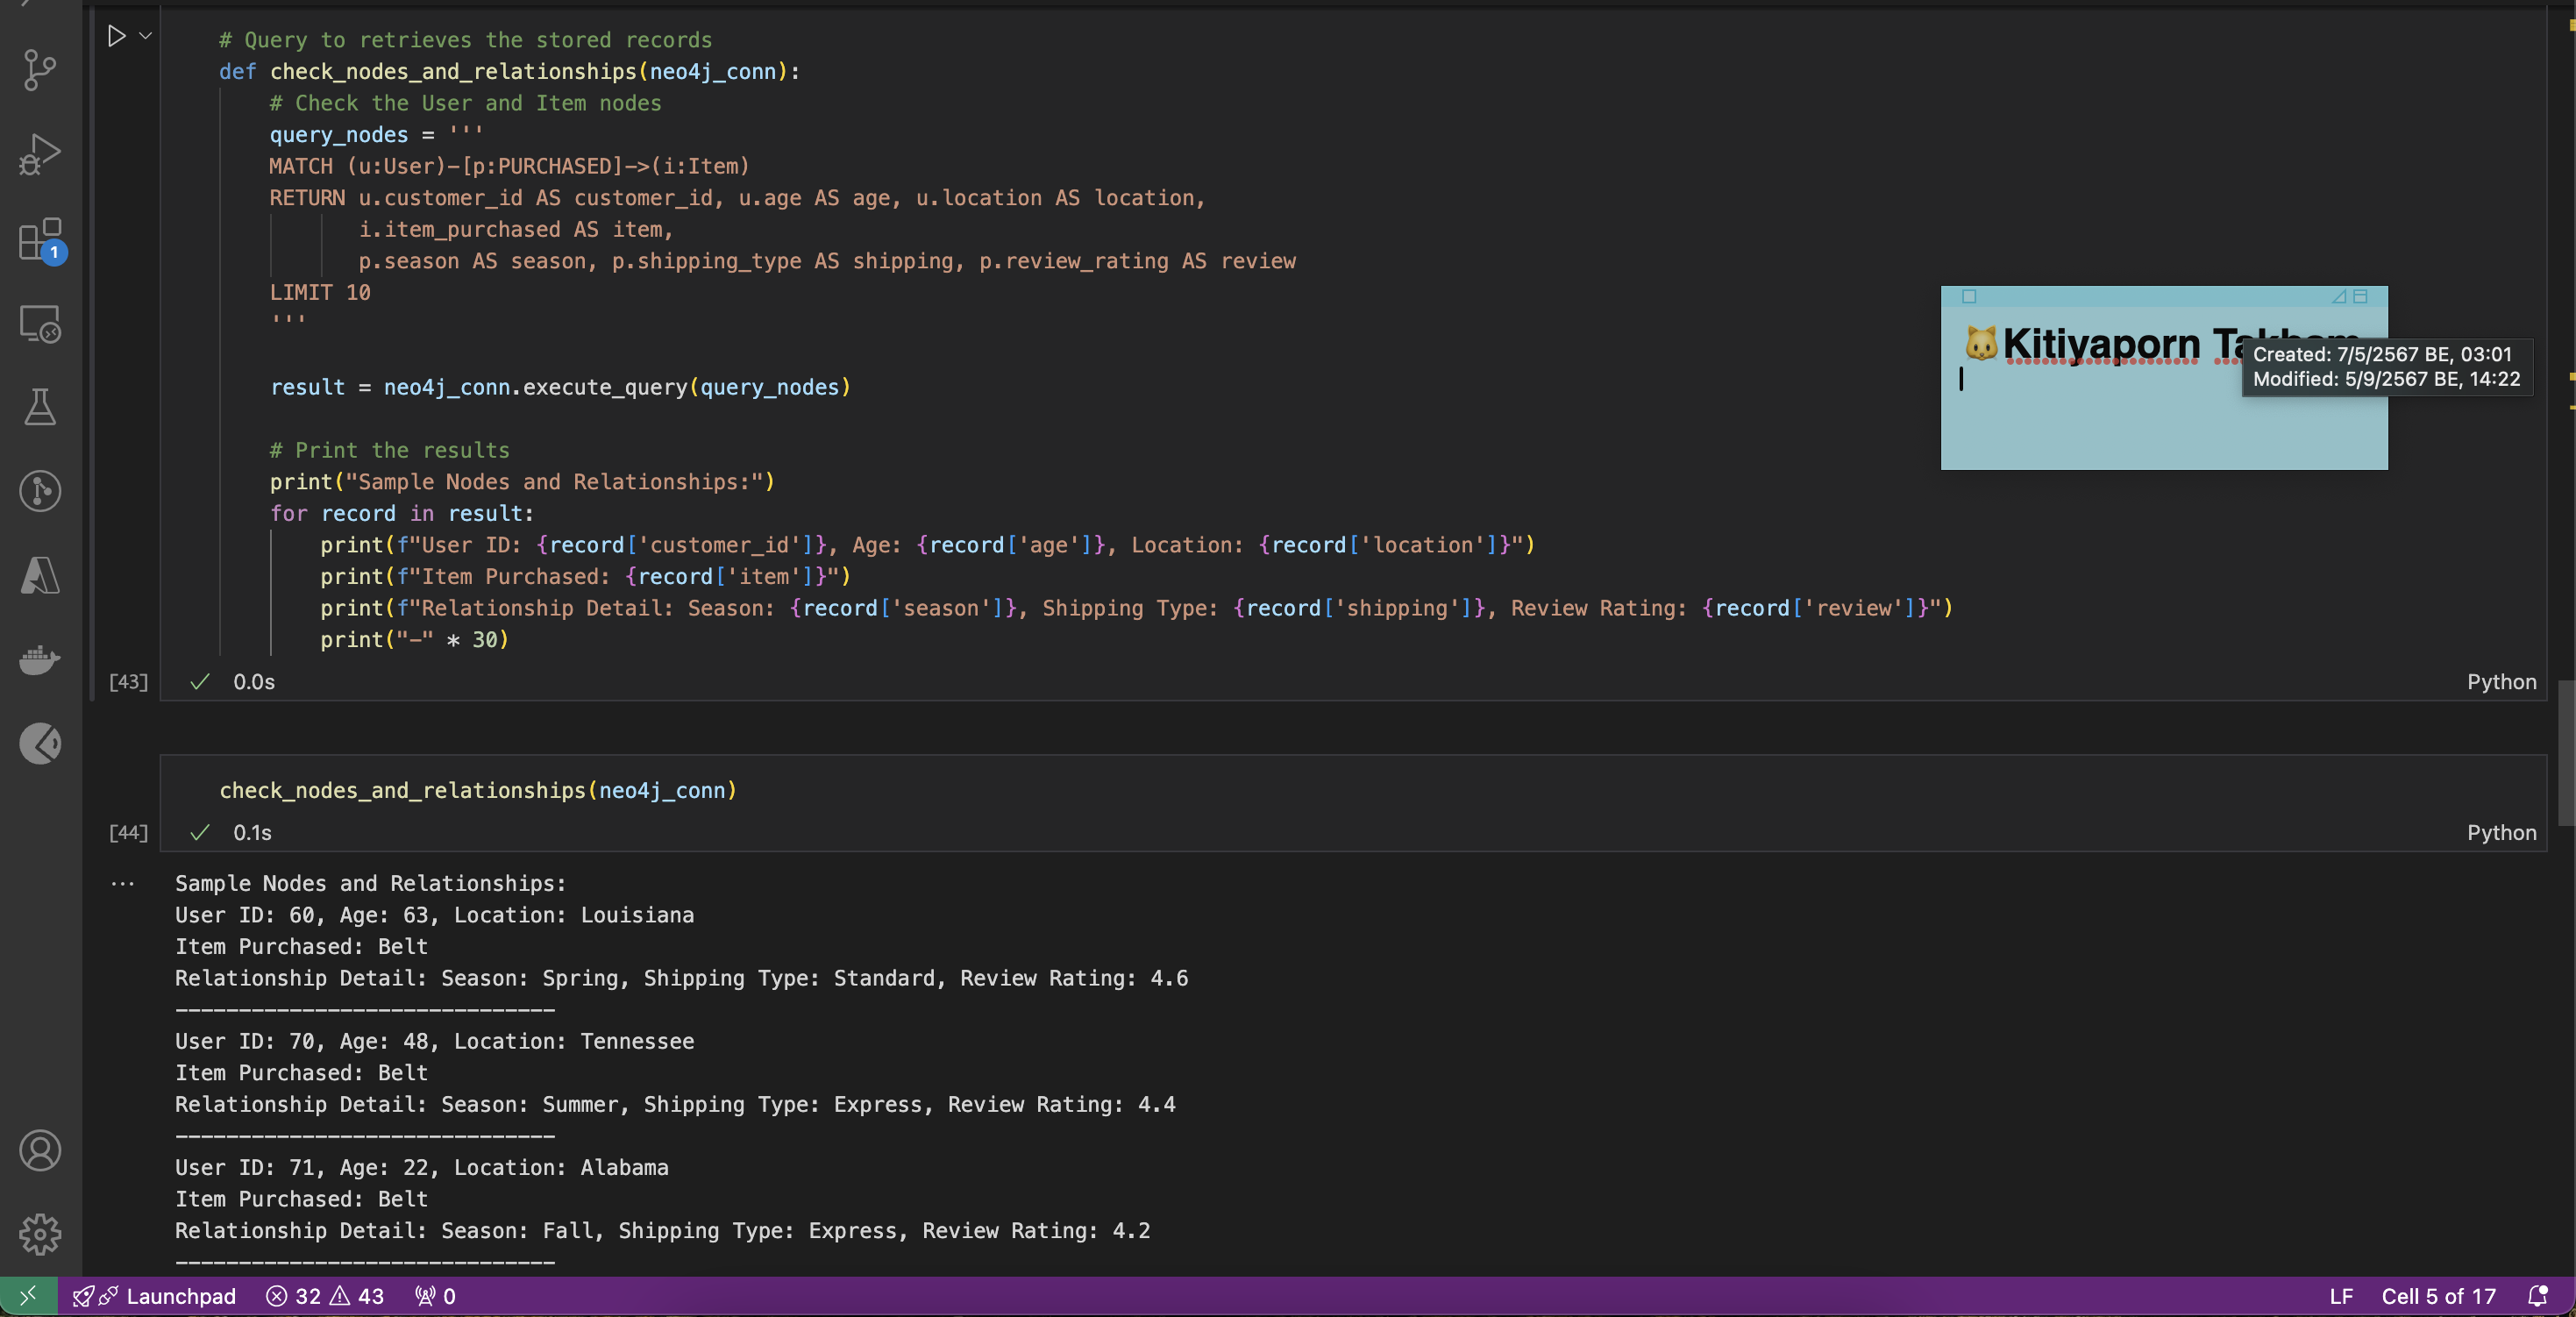 # Query to retrieves the stored records
def check_nodes_and_relationships(neo4j_conn):
# Check the User and Item nodes
query_nodes = '''
MATCH (u:User)-[p:PURCHASED]->(i:Item)
RETURN u.customer_id AS customer_id, u.age AS age, u.location AS location,
i.item_purchased AS item,
p.season AS season, p.shipping_type AS shipping, p.review_rating AS review
LIMIT 10
'''
result = neo4j_conn.execute_query(query_nodes)
# Print the results
print("Sample Nodes and Relationships:")
for record in result:
print(f"User ID: {record['customer_id']}, Age: {record['age']}, Location: {record['location']}")
print(f"Item Purchased: {record['item']}")
print(f"Relationship Detail: Season: {record['season']}, Shipping Type: {record['shipping']}, Review Rating: {record['review']}")
print("-" * 30)
[43] 0.0s Python
1
🐱Kitiyaporn
Created: 7/5/2567 BE, 03:01
Modified: 5/9/2567 BE, 14:22
check_nodes_and_relationships(neo4j_conn)
[44] 0.1s Python
Sample Nodes and Relationships:
User ID: 60, Age: 63, Location: Louisiana
Item Purchased: Belt
Relationship Detail: Season: Spring, Shipping Type: Standard, Review Rating: 4.6
------------------------------
User ID: 70, Age: 48, Location: Tennessee
Item Purchased: Belt
Relationship Detail: Season: Summer, Shipping Type: Express, Review Rating: 4.4
------------------------------
User ID: 71, Age: 22, Location: Alabama
Item Purchased: Belt
Relationship Detail: Season: Fall, Shipping Type: Express, Review Rating: 4.2
------------------------------
Launchpad 32 43 0 LF Cell 5 of 17